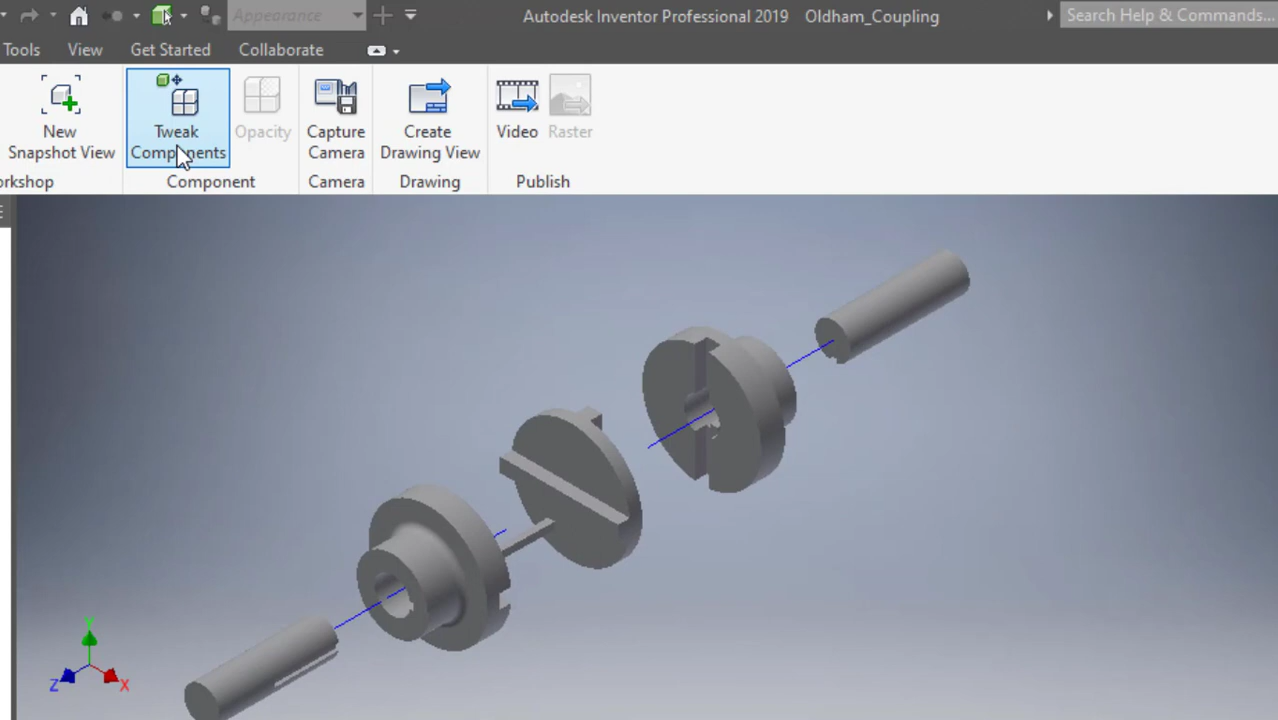 Appearance
Autodesk Inventor Professional 2019 Oldham_Coupling
Search Help & Commands...
Tools View Get Started Collaborate
New
Snapshot View
Tweak
Components
Opacity
Capture
Camera
Create
Drawing View
Video
Raster
orkshop
Component
Camera
Drawing
Publish
Y
Z
X